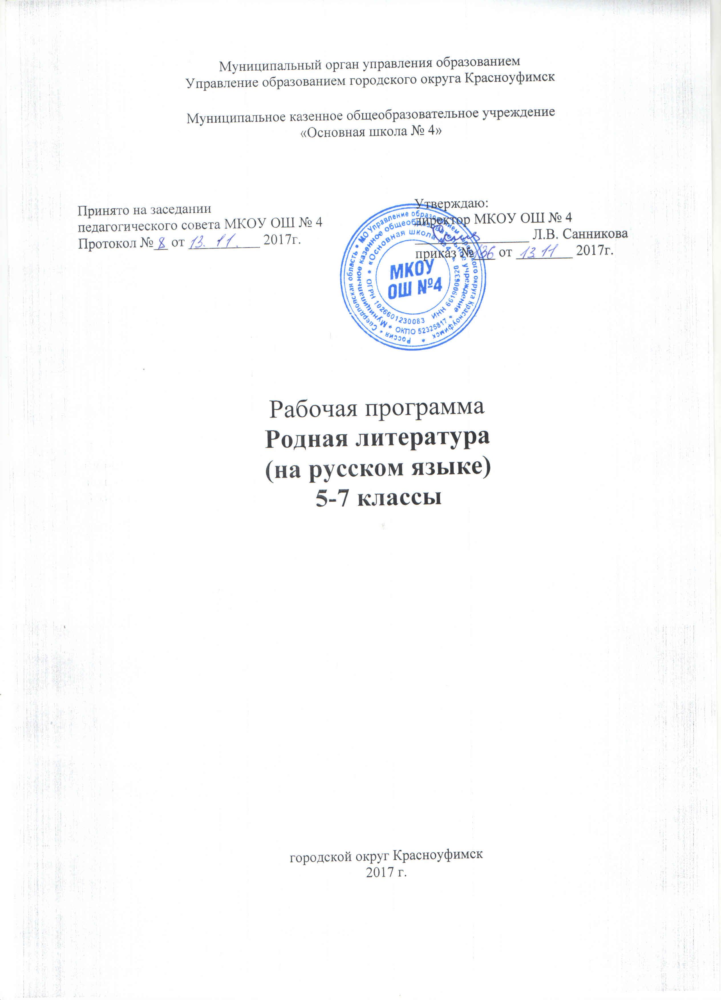 Муниципальный орган управления образованием
Управление образованием городского округа Красноуфимск
Муниципальное казенное общеобразовательное учреждение
«Основная школа № 4»
Принято на заседании
педагогического совета МКОУ ОШ № 4
Протокол № 8 от 13. 11. 2017г.
Утверждаю:
директор МКОУ ОШ № 4
Л.В. Санникова
приказ № 136 от 13 11 2017г.
Россия * Свердловская область * МО Управление образованием городского округа Красноуфимск *
* Муниципальное казенное общеобразовательное учреждение *
ОКПО 52325817
* «Основная школа № 4» *
ОГРН 1026601230083 ИНН 6619006320
МКОУ
ОШ №4
Рабочая программа
Родная литература
(на русском языке)
5-7 классы
городской округ Красноуфимск
2017 г.